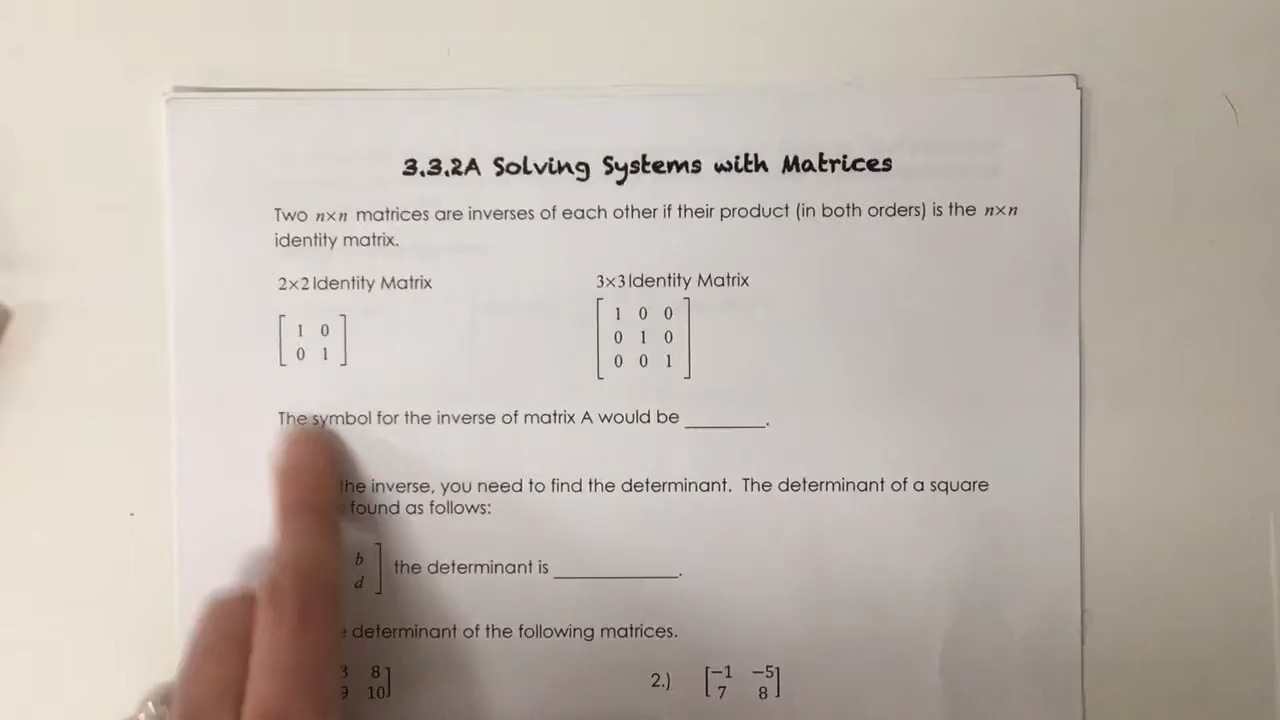 3.3.2A Solving Systems with Matrices
Two n×n matrices are inverses of each other if their product (in both orders) is the n×n
identity matrix.
2×2 Identity Matrix
[1 0
0 1]
3×3 Identity Matrix
[1 0 0
0 1 0
0 0 1]
The symbol for the inverse of matrix A would be ________.
the inverse, you need to find the determinant. The determinant of a square
found as follows:
b
d] the determinant is ____________.
determinant of the following matrices.
3 8
9 10]
2.) [−1 −5
7 8]